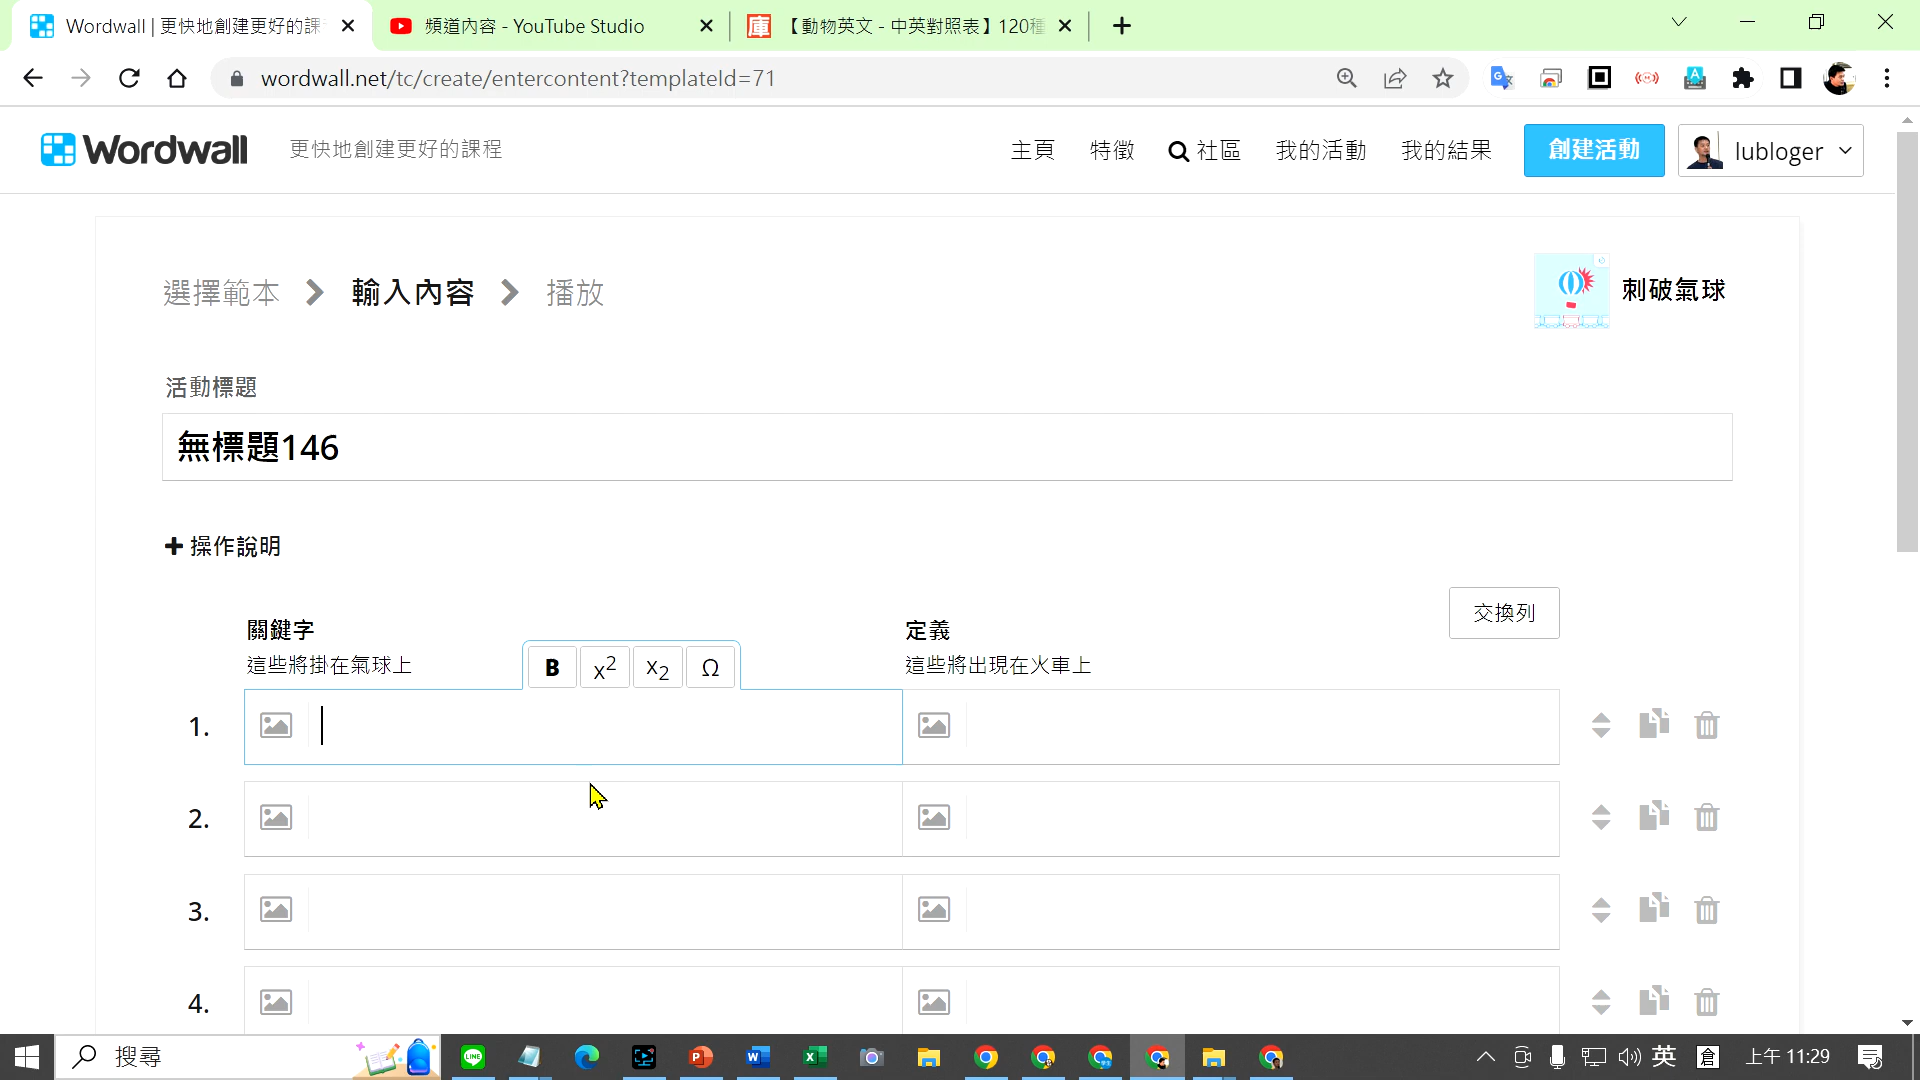 Wordwall | 更快地創建更好的課
頻道內容 - YouTube Studio
庫
【動物英文 - 中英對照表】120種
wordwall.net/tc/create/entercontent?templateId=71
Wordwall
更快地創建更好的課程
主頁
特徵
社區
我的活動
我的結果
創建活動
lubloger
選擇範本
輸入內容
播放
刺破氣球
活動標題
無標題146
操作說明
交換列
關鍵字
定義
這些將掛在氣球上
這些將出現在火車上
B
x²
x₂
Ω
1.
2.
3.
4.
搜尋
英
倉
上午 11:29